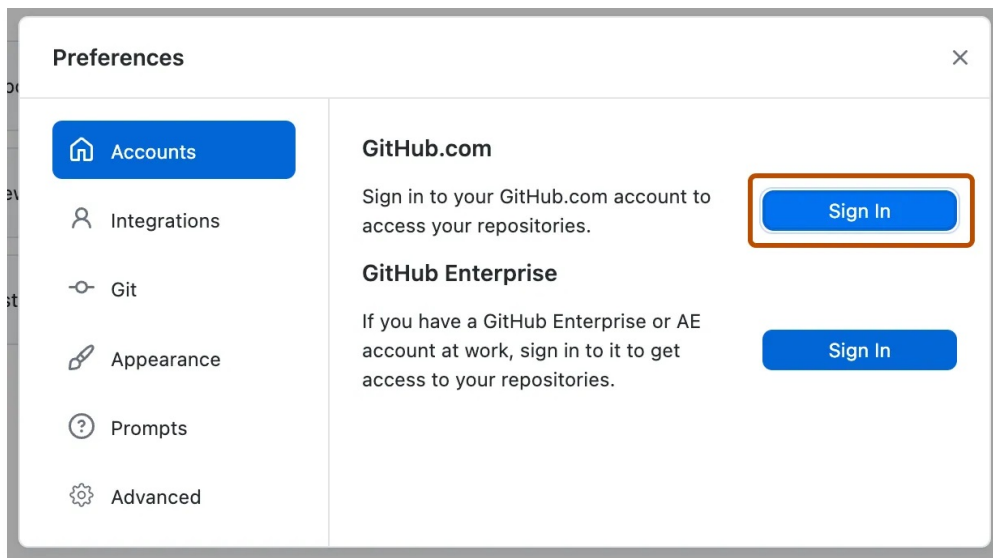 Preferences
Accounts
Integrations
Git
Appearance
Prompts
Advanced
GitHub.com
Sign in to your GitHub.com account to
access your repositories.
Sign In
GitHub Enterprise
If you have a GitHub Enterprise or AE
account at work, sign in to it to get
access to your repositories.
Sign In